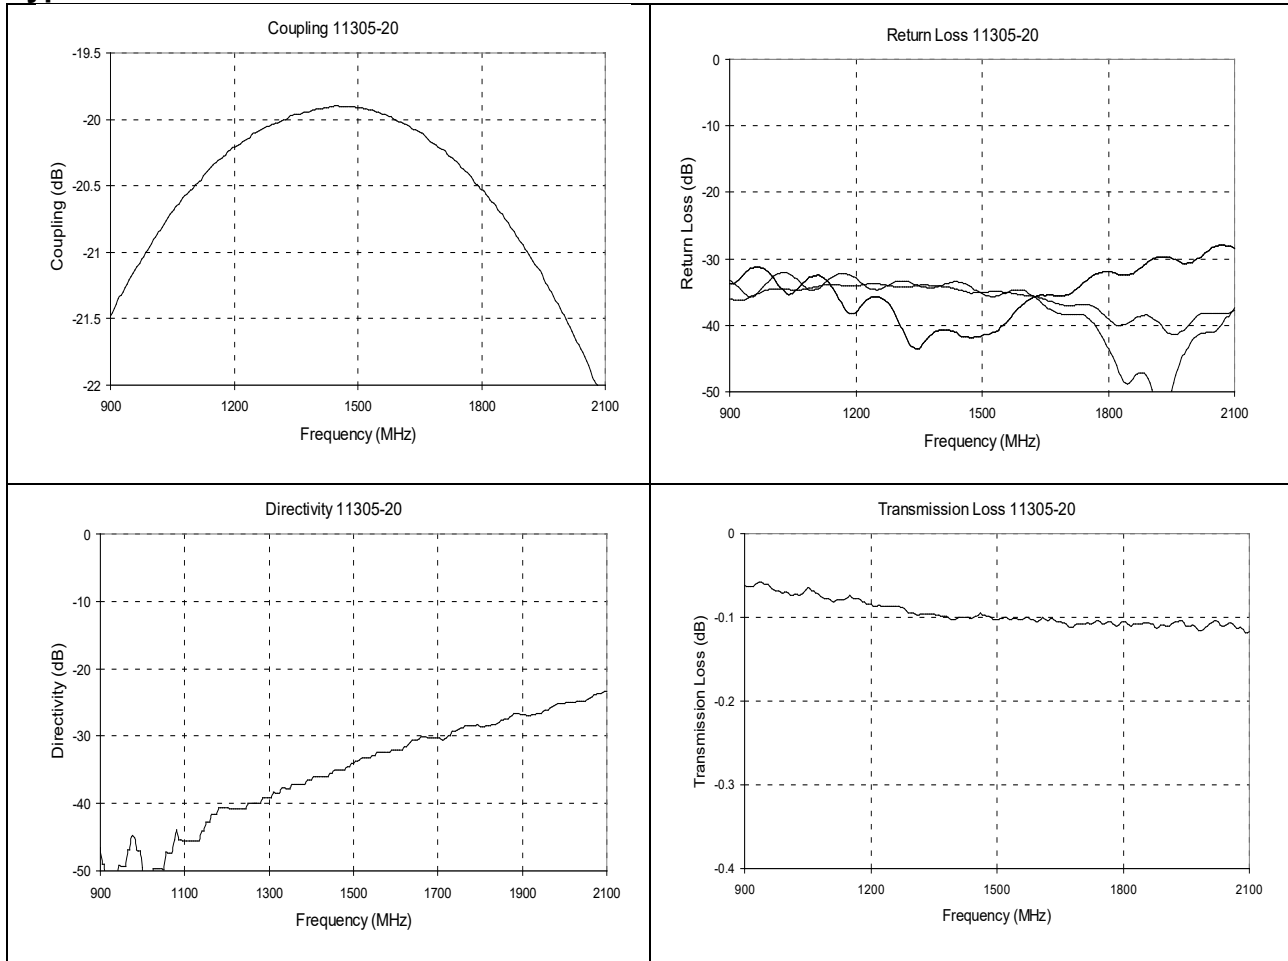 Coupling 11305-20
-19.5
-20
-20.5
-21
-21.5
-22
Coupling (dB)
900 1200 1500 1800 2100
Frequency (MHz)
Return Loss 11305-20
0
-10
-20
-30
-40
-50
Return Loss (dB)
900 1200 1500 1800 2100
Frequency (MHz)
Directivity 11305-20
0
-10
-20
-30
-40
-50
Directivity (dB)
900 1100 1300 1500 1700 1900 2100
Frequency (MHz)
Transmission Loss 11305-20
0
-0.1
-0.2
-0.3
-0.4
Transmission Loss (dB)
900 1200 1500 1800 2100
Frequency (MHz)